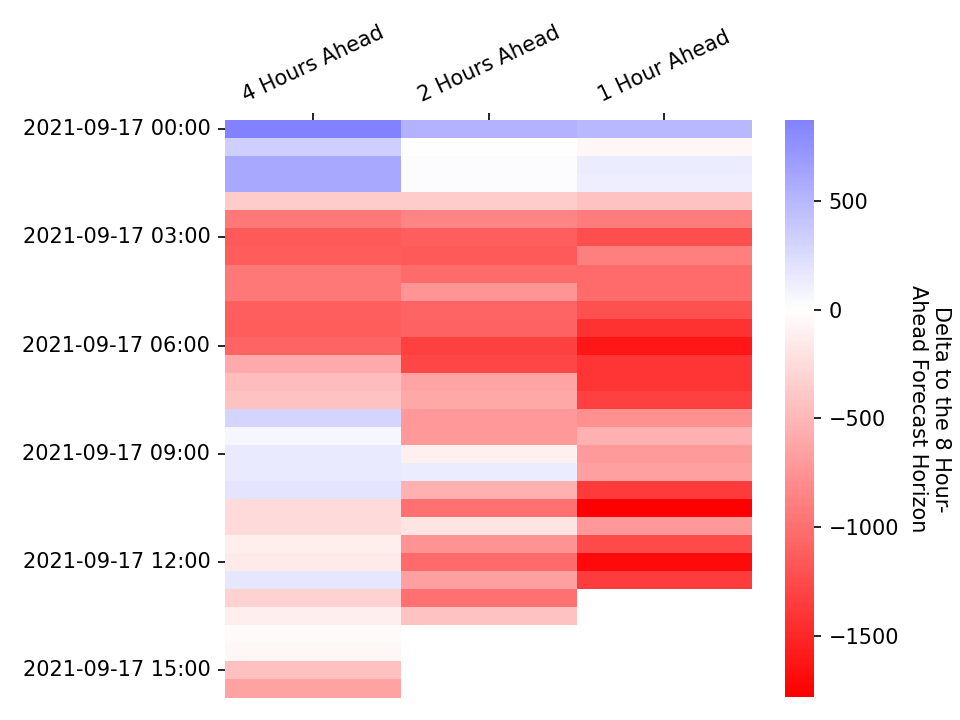 4 Hours Ahead
2 Hours Ahead
1 Hour Ahead
2021-09-17 00:00
2021-09-17 03:00
2021-09-17 06:00
2021-09-17 09:00
2021-09-17 12:00
2021-09-17 15:00
500
0
−500
−1000
−1500
Delta to the 8 Hour-
Ahead Forecast Horizon